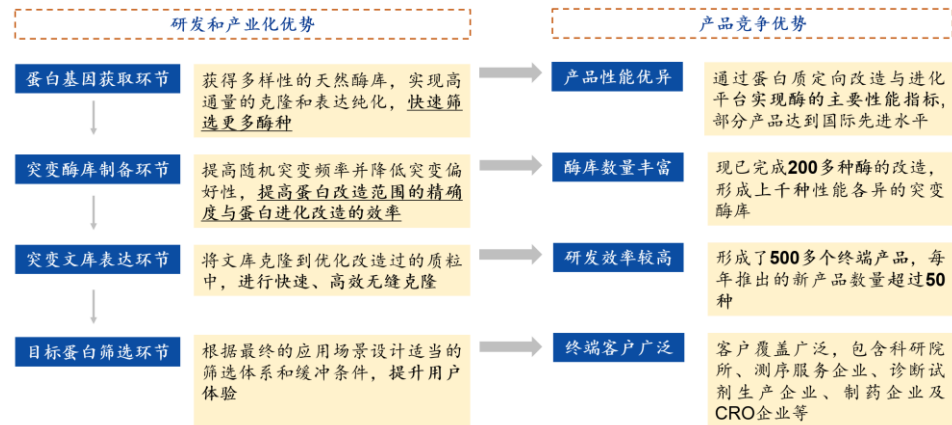 研发和产业化优势
产品竞争优势
蛋白基因获取环节
获得多样性的天然酶库，实现高
通量的克隆和表达纯化，快速筛
选更多酶种
产品性能优异
通过蛋白质定向改造与进化
平台实现酶的主要性能指标,
部分产品达到国际先进水平
突变酶库制备环节
提高随机突变频率并降低突变偏
好性，提高蛋白改造范围的精确
度与蛋白进化改造的效率
酶库数量丰富
现已完成200多种酶的改造，
形成上千种性能各异的突变
酶库
突变文库表达环节
将文库克隆到优化改造过的质粒
中，进行快速、高效无缝克隆
研发效率较高
形成了500多个终端产品，每
年推出的新产品数量超过50
种
目标蛋白筛选环节
根据最终的应用场景设计适当的
筛选体系和缓冲条件，提升用户
体验
终端客户广泛
客户覆盖广泛，包含科研院
所、测序服务企业、诊断试
剂生产企业、制药企业及
CRO企业等